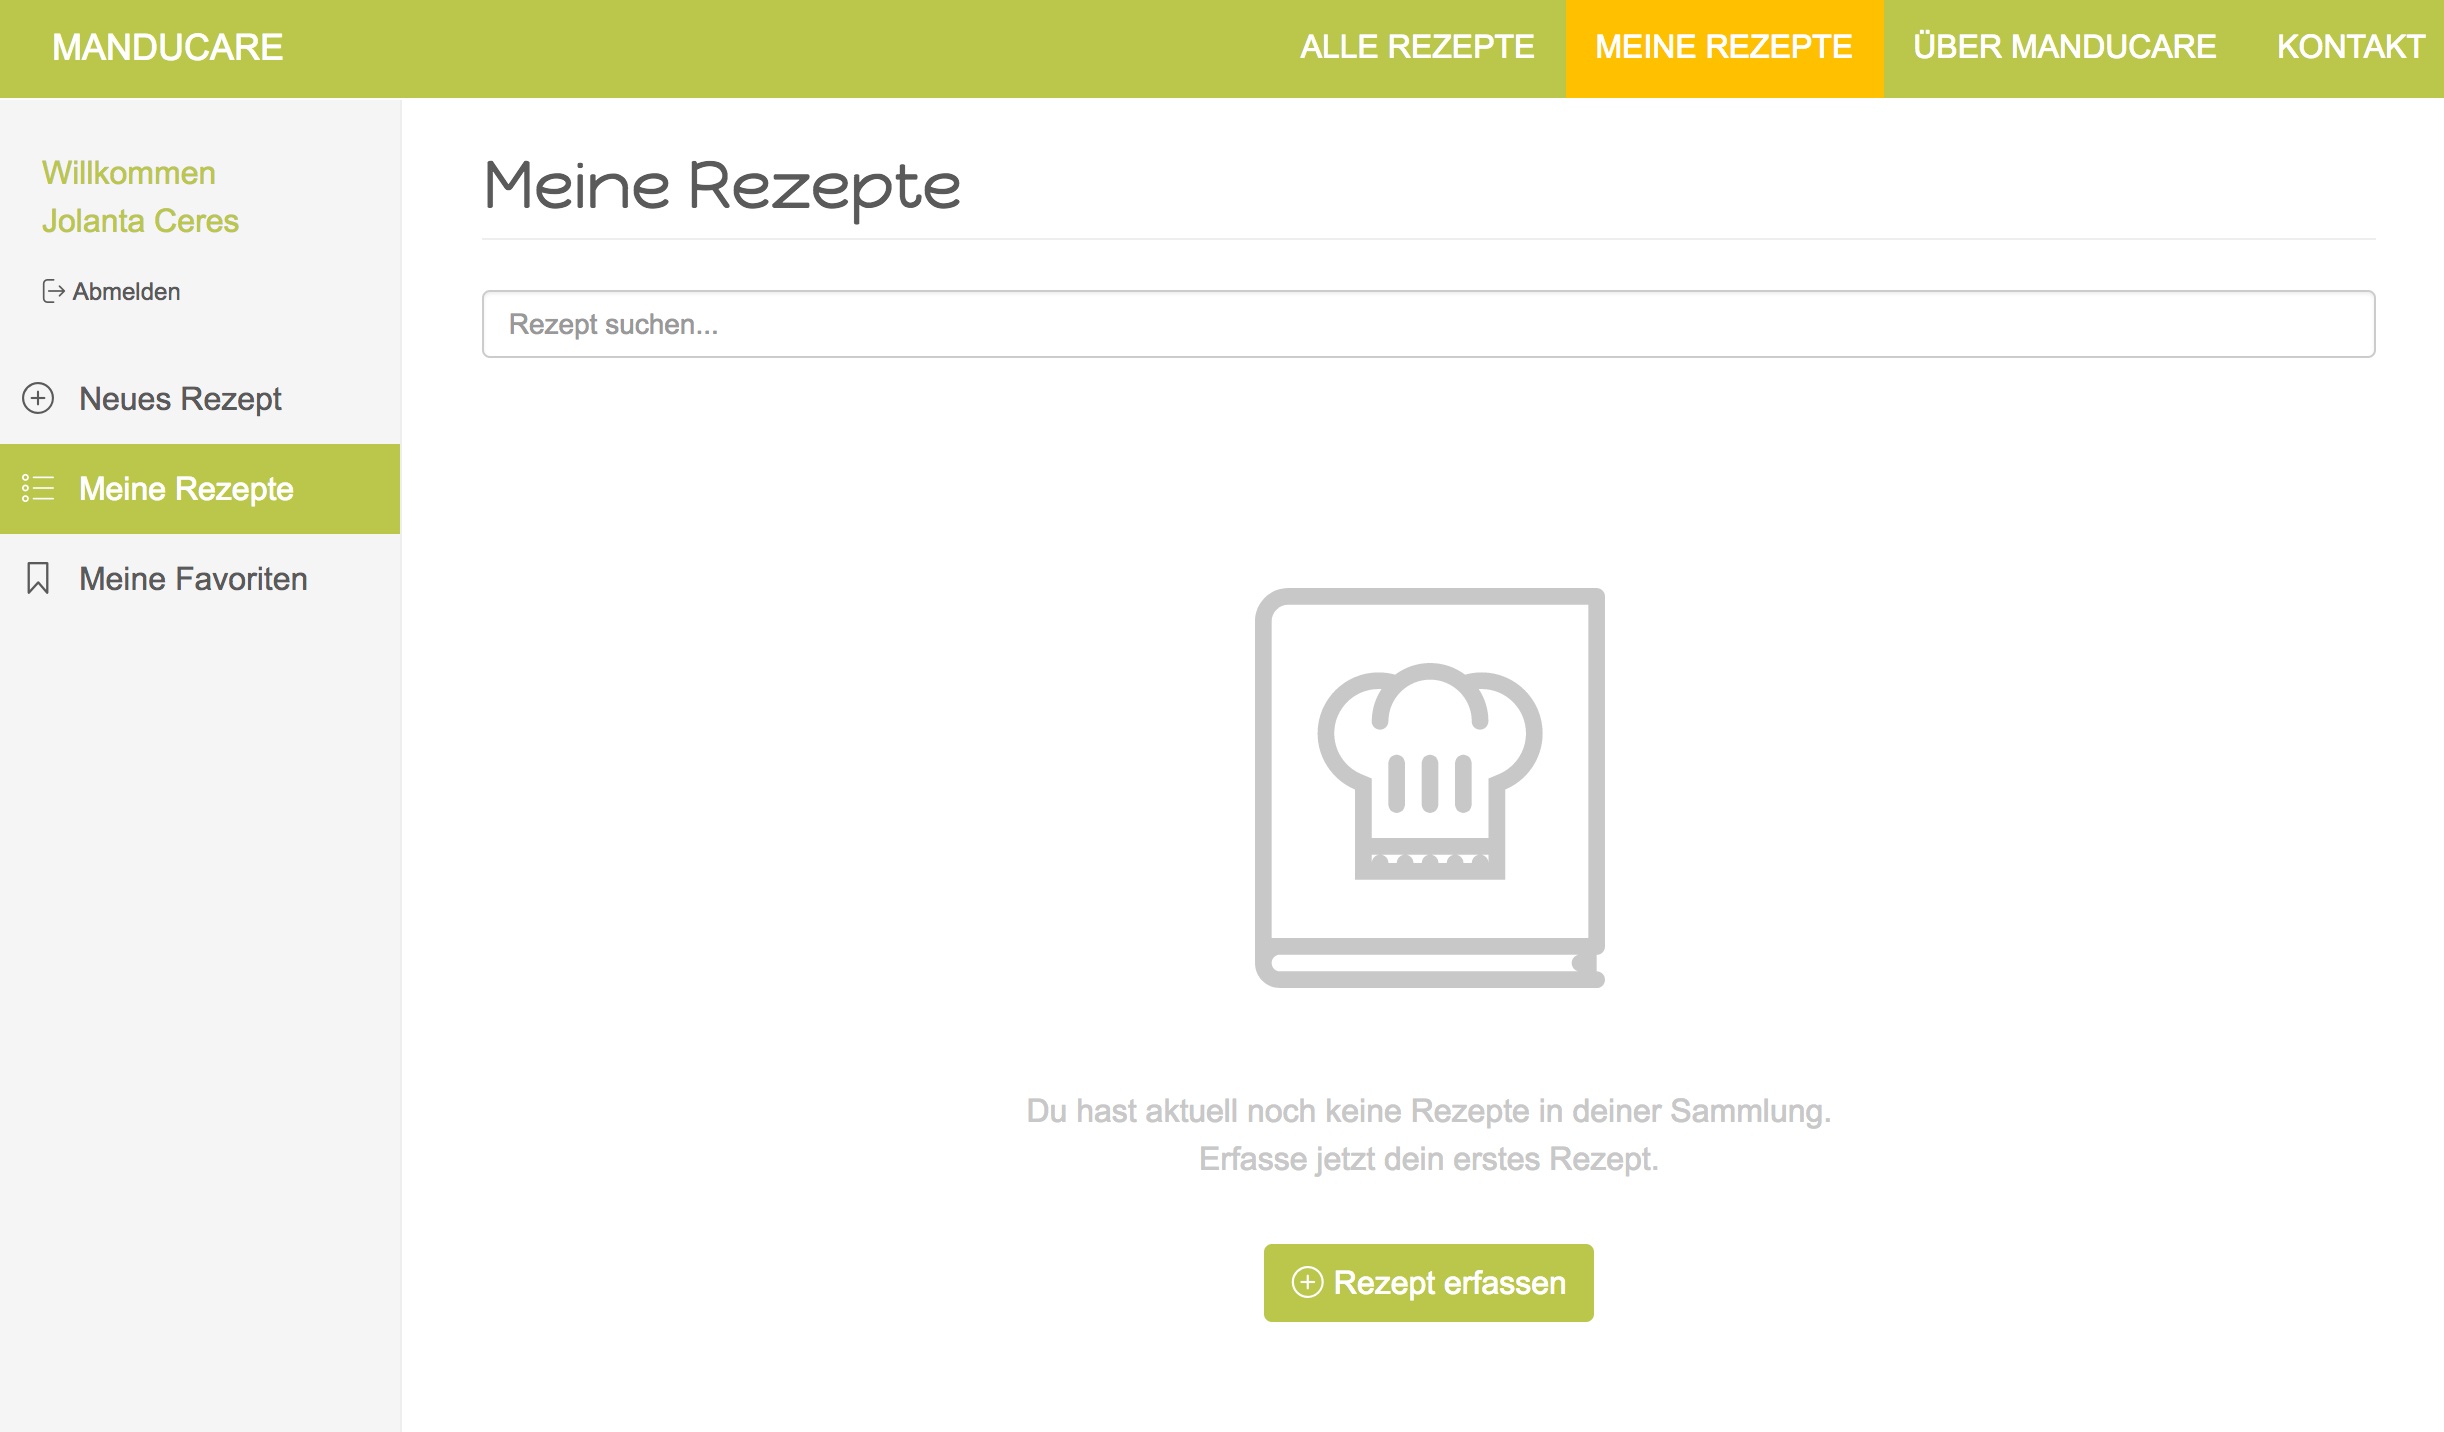 MANDUCARE
ALLE REZEPTE
MEINE REZEPTE
ÜBER MANDUCARE
KONTAKT
Willkommen
Jolanta Ceres
Abmelden
Neues Rezept
Meine Rezepte
Meine Favoriten
Meine Rezepte
Rezept suchen...
Du hast aktuell noch keine Rezepte in deiner Sammlung.
Erfasse jetzt dein erstes Rezept.
Rezept erfassen